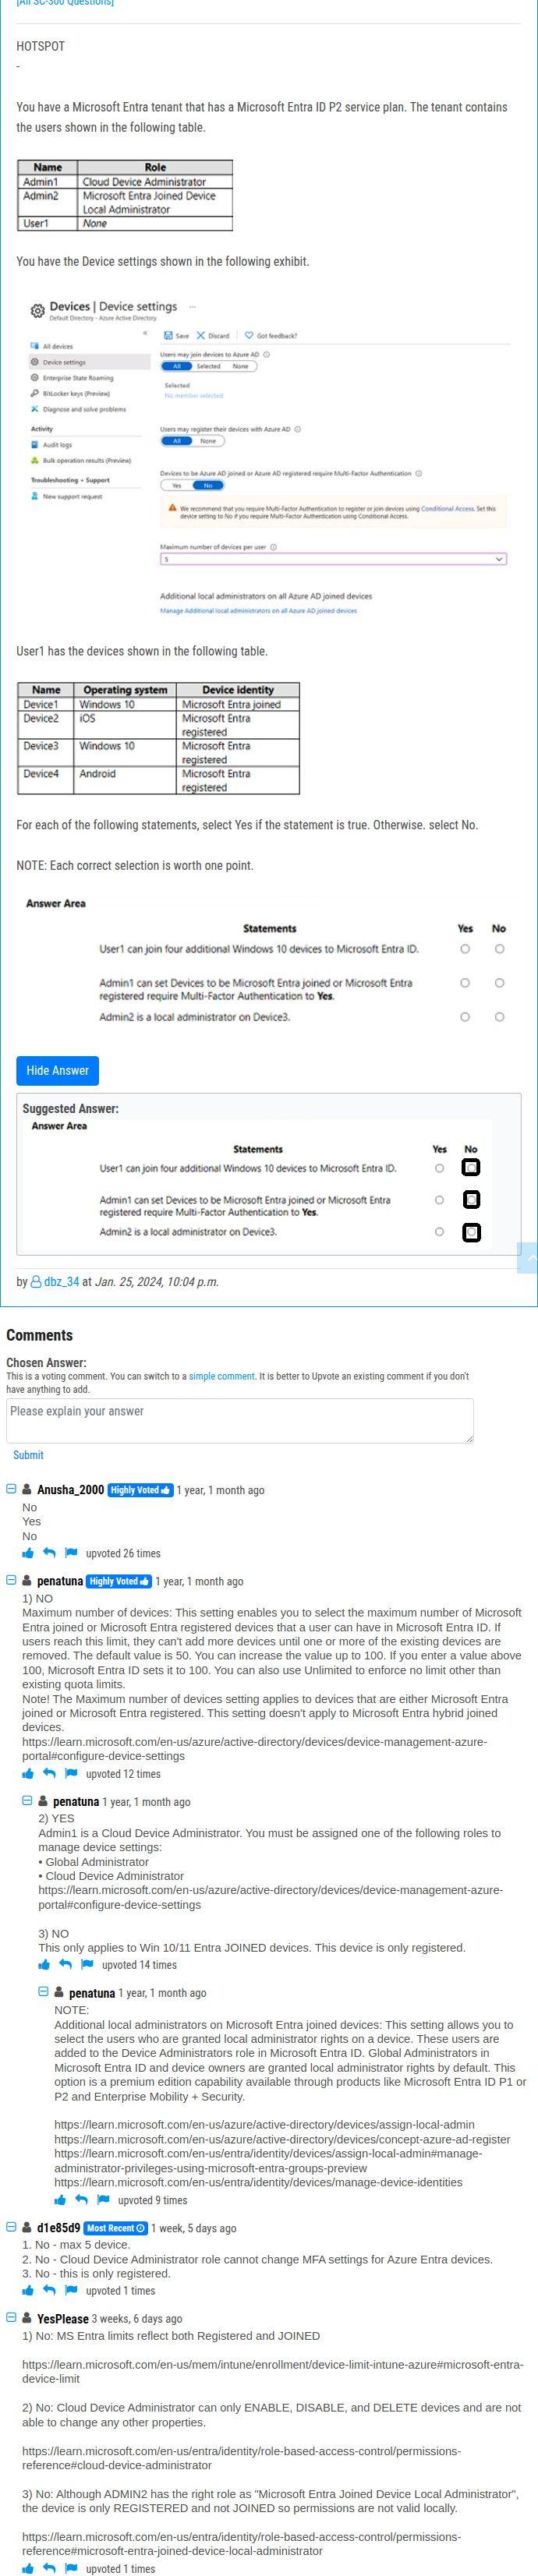 [All SC-300 Questions]
HOTSPOT
-
You have a Microsoft Entra tenant that has a Microsoft Entra ID P2 service plan. The tenant contains
the users shown in the following table.
Name Role
Admin1 Cloud Device Administrator
Admin2 Microsoft Entra Joined Device
Local Administrator
User1 None
You have the Device settings shown in the following exhibit.
Devices | Device settings ...
Default Directory - Azure Active Directory
Save Discard Got feedback?
All devices
Device settings
Enterprise State Roaming
BitLocker keys (Preview)
Diagnose and solve problems
Activity
Audit logs
Bulk operation results (Preview)
Troubleshooting + Support
New support request
Users may join devices to Azure AD
All Selected None
Selected
No member selected
Users may register their devices with Azure AD
All None
Devices to be Azure AD joined or Azure AD registered require Multi-Factor Authentication
Yes No
We recommend that you require Multi-Factor Authentication to register or join devices using Conditional Access. Set this
device setting to No if you require Multi-Factor Authentication using Conditional Access.
Maximum number of devices per user
5
Additional local administrators on all Azure AD joined devices
Manage Additional local administrators on all Azure AD joined devices
User1 has the devices shown in the following table.
Name Operating system Device identity
Device1 Windows 10 Microsoft Entra joined
Device2 iOS Microsoft Entra
registered
Device3 Windows 10 Microsoft Entra
registered
Device4 Android Microsoft Entra
registered
For each of the following statements, select Yes if the statement is true. Otherwise. select No.
NOTE: Each correct selection is worth one point.
Answer Area
Statements Yes No
User1 can join four additional Windows 10 devices to Microsoft Entra ID.
Admin1 can set Devices to be Microsoft Entra joined or Microsoft Entra
registered require Multi-Factor Authentication to Yes.
Admin2 is a local administrator on Device3.
Hide Answer
Suggested Answer:
Answer Area
Statements Yes No
User1 can join four additional Windows 10 devices to Microsoft Entra ID.
Admin1 can set Devices to be Microsoft Entra joined or Microsoft Entra
registered require Multi-Factor Authentication to Yes.
Admin2 is a local administrator on Device3.
by dbz_34 at Jan. 25, 2024, 10:04 p.m.
Comments
Chosen Answer:
This is a voting comment. You can switch to a simple comment. It is better to Upvote an existing comment if you don't
have anything to add.
Please explain your answer
Submit
Anusha_2000 Highly Voted 1 year, 1 month ago
No
Yes
No
upvoted 26 times
penatuna Highly Voted 1 year, 1 month ago
1) NO
Maximum number of devices: This setting enables you to select the maximum number of Microsoft
Entra joined or Microsoft Entra registered devices that a user can have in Microsoft Entra ID. If
users reach this limit, they can't add more devices until one or more of the existing devices are
removed. The default value is 50. You can increase the value up to 100. If you enter a value above
100, Microsoft Entra ID sets it to 100. You can also use Unlimited to enforce no limit other than
existing quota limits.
Note! The Maximum number of devices setting applies to devices that are either Microsoft Entra
joined or Microsoft Entra registered. This setting doesn't apply to Microsoft Entra hybrid joined
devices.
https://learn.microsoft.com/en-us/azure/active-directory/devices/device-management-azure-
portal#configure-device-settings
upvoted 12 times
penatuna 1 year, 1 month ago
2) YES
Admin1 is a Cloud Device Administrator. You must be assigned one of the following roles to
manage device settings:
• Global Administrator
• Cloud Device Administrator
https://learn.microsoft.com/en-us/azure/active-directory/devices/device-management-azure-
portal#configure-device-settings
3) NO
This only applies to Win 10/11 Entra JOINED devices. This device is only registered.
upvoted 14 times
penatuna 1 year, 1 month ago
NOTE:
Additional local administrators on Microsoft Entra joined devices: This setting allows you to
select the users who are granted local administrator rights on a device. These users are
added to the Device Administrators role in Microsoft Entra ID. Global Administrators in
Microsoft Entra ID and device owners are granted local administrator rights by default. This
option is a premium edition capability available through products like Microsoft Entra ID P1 or
P2 and Enterprise Mobility + Security.
https://learn.microsoft.com/en-us/azure/active-directory/devices/assign-local-admin
https://learn.microsoft.com/en-us/azure/active-directory/devices/concept-azure-ad-register
https://learn.microsoft.com/en-us/entra/identity/devices/assign-local-admin#manage-
administrator-privileges-using-microsoft-entra-groups-preview
https://learn.microsoft.com/en-us/entra/identity/devices/manage-device-identities
upvoted 9 times
d1e85d9 Most Recent 1 week, 5 days ago
1. No - max 5 device.
2. No - Cloud Device Administrator role cannot change MFA settings for Azure Entra devices.
3. No - this is only registered.
upvoted 1 times
YesPlease 3 weeks, 6 days ago
1) No: MS Entra limits reflect both Registered and JOINED
https://learn.microsoft.com/en-us/mem/intune/enrollment/device-limit-intune-azure#microsoft-entra-
device-limit
2) No: Cloud Device Administrator can only ENABLE, DISABLE, and DELETE devices and are not
able to change any other properties.
https://learn.microsoft.com/en-us/entra/identity/role-based-access-control/permissions-
reference#cloud-device-administrator
3) No: Although ADMIN2 has the right role as "Microsoft Entra Joined Device Local Administrator",
the device is only REGISTERED and not JOINED so permissions are not valid locally.
https://learn.microsoft.com/en-us/entra/identity/role-based-access-control/permissions-
reference#microsoft-entra-joined-device-local-administrator
upvoted 1 times